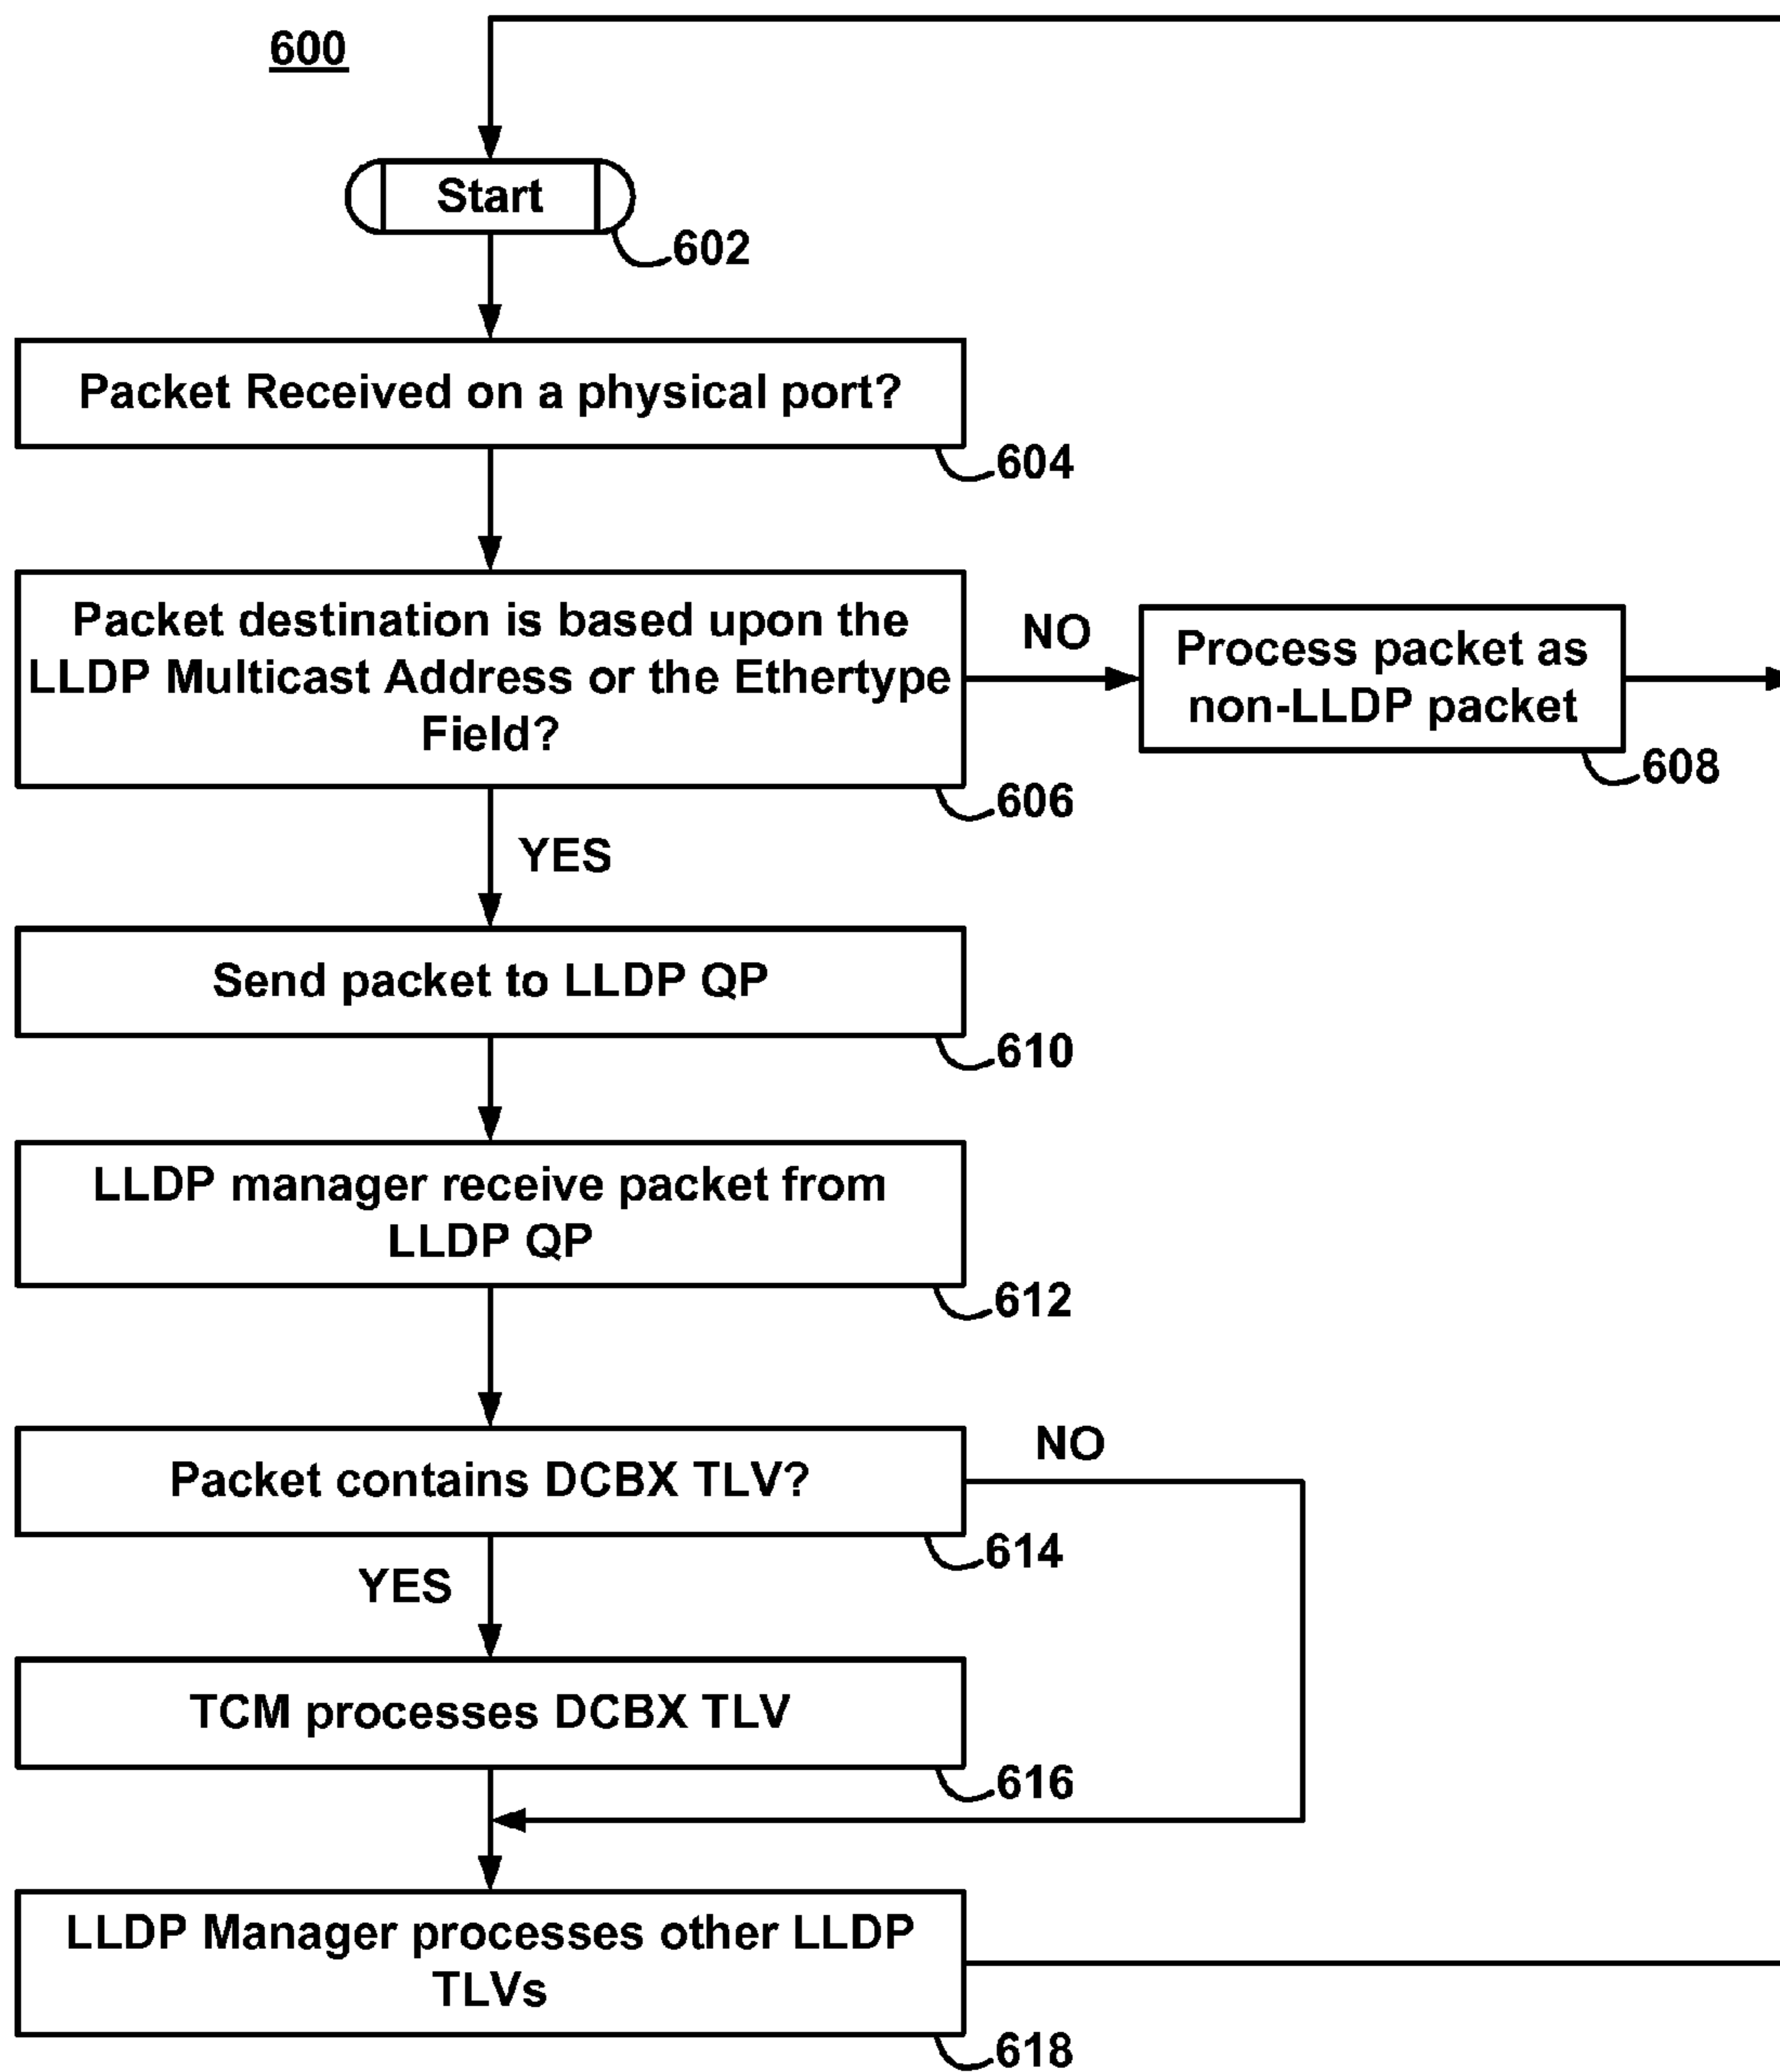 600
Start
602
Packet Received on a physical port?
604
Packet destination is based upon the
LLDP Multicast Address or the Ethertype
Field?
606
NO
Process packet as
non-LLDP packet
608
YES
Send packet to LLDP QP
610
LLDP manager receive packet from
LLDP QP
612
Packet contains DCBX TLV?
NO
614
YES
TCM processes DCBX TLV
616
LLDP Manager processes other LLDP
TLVs
618